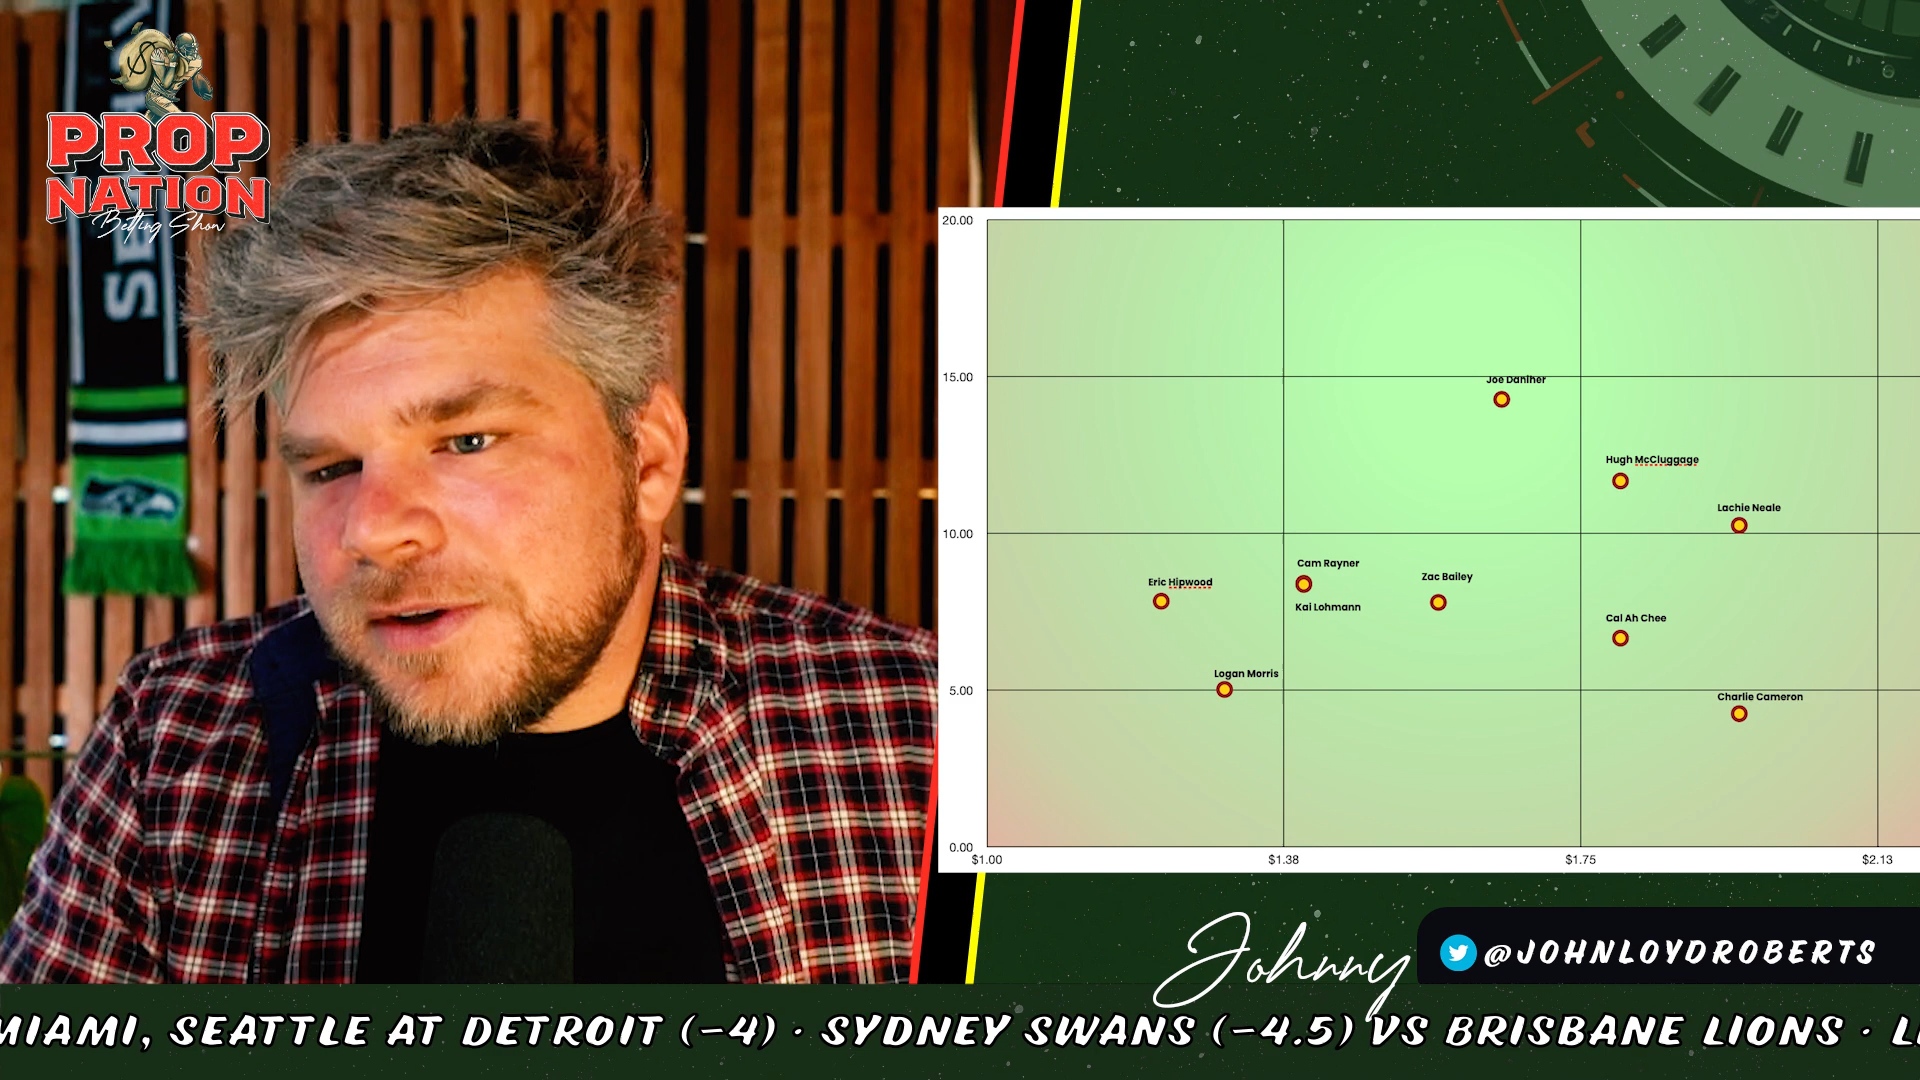 PROP
NATION
Betting Show
SE
20.00
15.00
10.00
5.00
0.00
$1.00
$1.38
$1.75
$2.13
Joe Daniher
Hugh McCluggage
Lachie Neale
Cam Rayner
Zac Bailey
Eric Hipwood
Kai Lohmann
Cal Ah Chee
Logan Morris
Charlie Cameron
Johnny
@JOHNLOYDROBERTS
MIAMI, SEATTLE AT DETROIT (-4) · SYDNEY SWANS (-4.5) VS BRISBANE LIONS ·